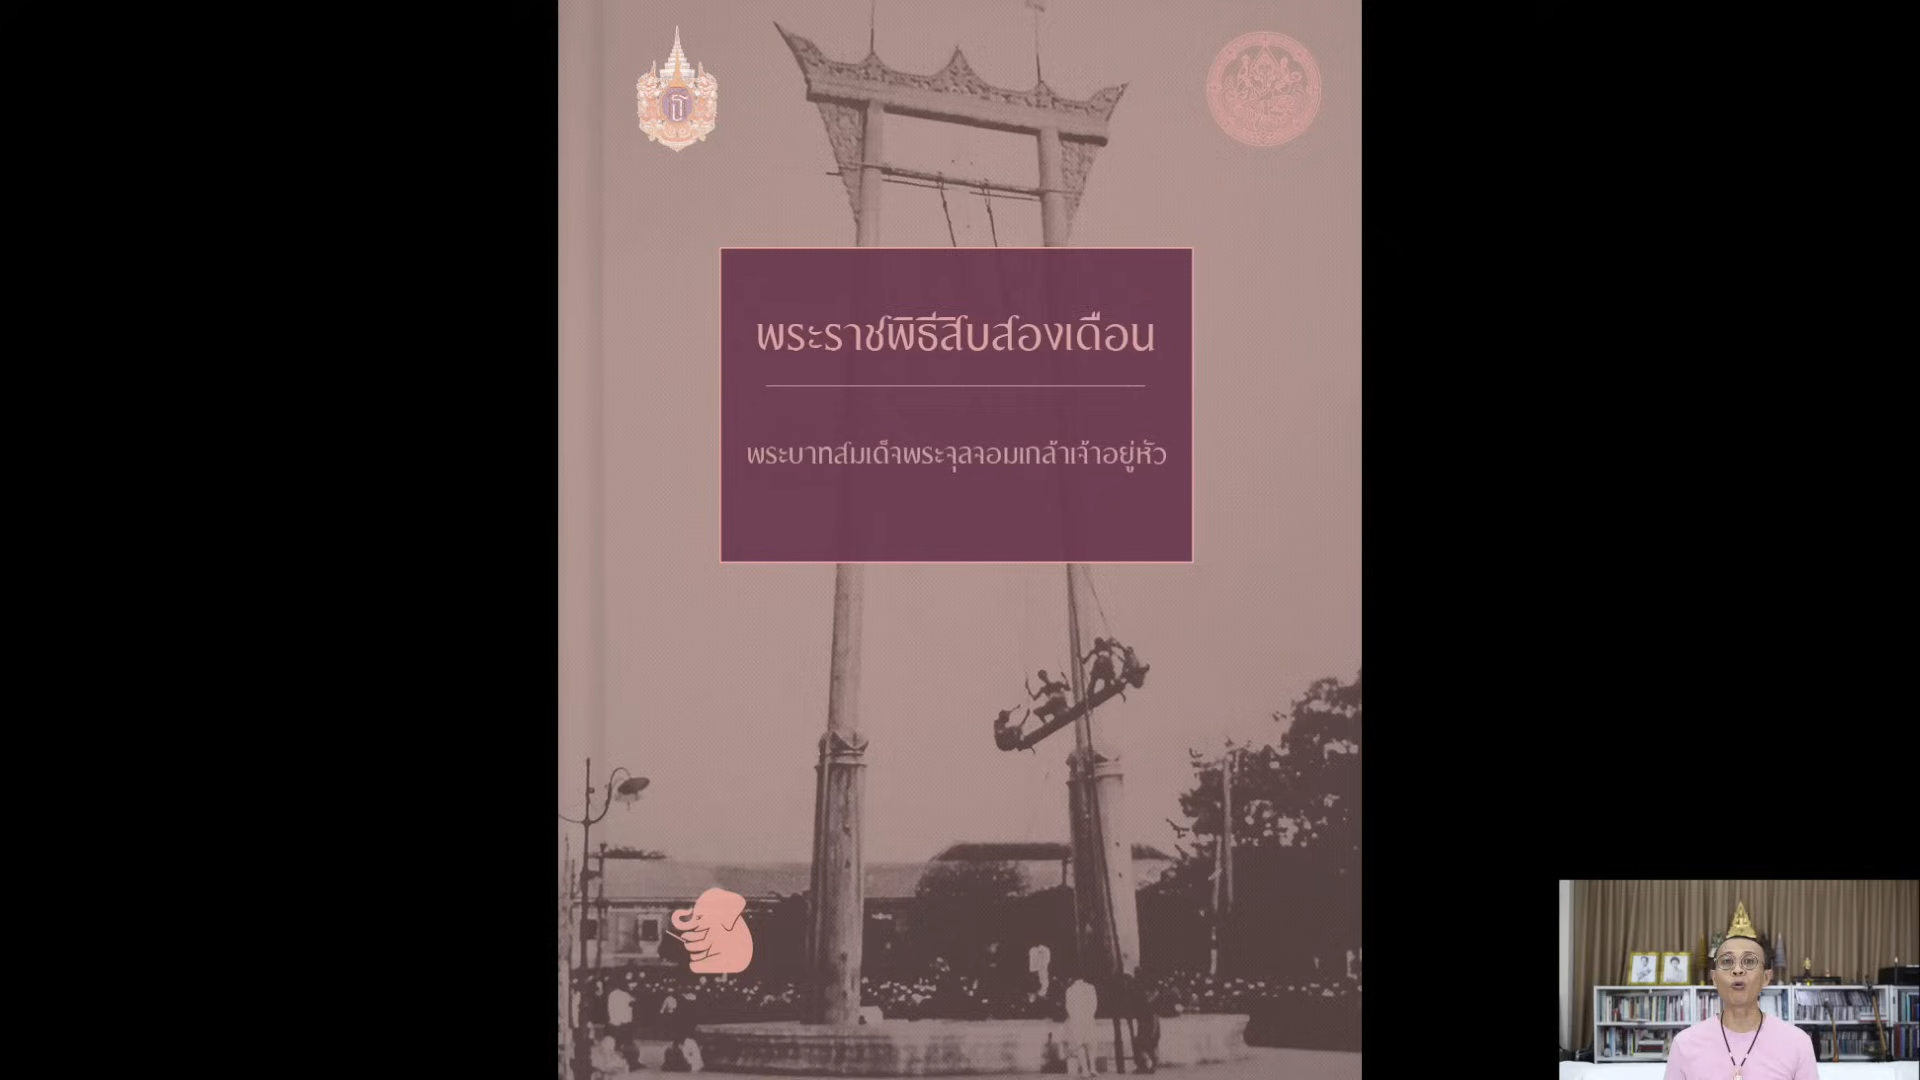 พระราชพิธีสิบสองเดือน
พระบาทสมเด็จพระจุลจอมเกล้าเจ้าอยู่หัว